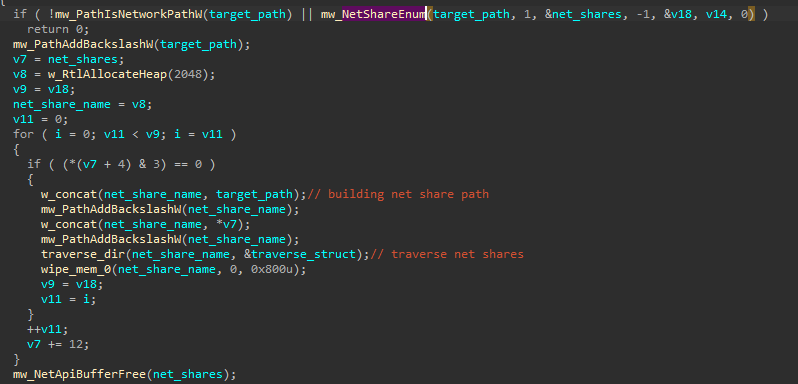 {
if ( !mw_PathIsNetworkPathW(target_path) || mw_NetShareEnum(target_path, 1, &net_shares, -1, &v18, v14, 0) )
return 0;
mw_PathAddBackslashW(target_path);
v7 = net_shares;
v8 = w_RtlAllocateHeap(2048);
v9 = v18;
net_share_name = v8;
v11 = 0;
for ( i = 0; v11 < v9; i = v11 )
{
if ( (*(v7 + 4) & 3) == 0 )
{
w_concat(net_share_name, target_path);// building net share path
mw_PathAddBackslashW(net_share_name);
w_concat(net_share_name, *v7);
mw_PathAddBackslashW(net_share_name);
traverse_dir(net_share_name, &traverse_struct);// traverse net shares
wipe_mem_0(net_share_name, 0, 0x800u);
v9 = v18;
v11 = i;
}
++v11;
v7 += 12;
}
mw_NetApiBufferFree(net_shares);